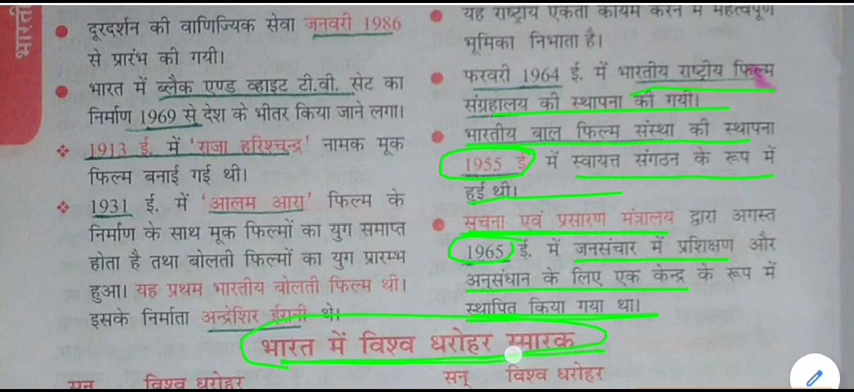 भारती
दूरदर्शन की वाणिज्यिक सेवा जनवरी 1986
से प्रारंभ की गयी।
भारत में ब्लैक एण्ड व्हाइट टी.वी. सेट का
निर्माण 1969 से देश के भीतर किया जाने लगा।
1913 ई. में 'राजा हरिश्चन्द्र' नामक मूक
फिल्म बनाई गई थी।
1931 ई. में 'आलम आरा' फिल्म के
निर्माण के साथ मूक फिल्मों का युग समाप्त
होता है तथा बोलती फिल्मों का युग प्रारम्भ
हुआ। यह प्रथम भारतीय बोलती फिल्म थी।
इसके निर्माता अर्न्देशिर ईरानी थे।
यह राष्ट्रीय एकता कायम करने में महत्वपूर्ण
भूमिका निभाता है।
फरवरी 1964 ई. में भारतीय राष्ट्रीय फिल्म
संग्रहालय की स्थापना की गयी।
भारतीय बाल फिल्म संस्था की स्थापना
1955 ई. में स्वायत्त संगठन के रूप में
हुई थी।
सूचना एवं प्रसारण मंत्रालय द्वारा अगस्त
1965 ई. में जनसंचार में प्रशिक्षण और
अनुसंधान के लिए एक केन्द्र के रूप में
स्थापित किया गया था।
भारत में विश्व धरोहर स्मारक
सन् विश्व धरोहर सन् विश्व धरोहर